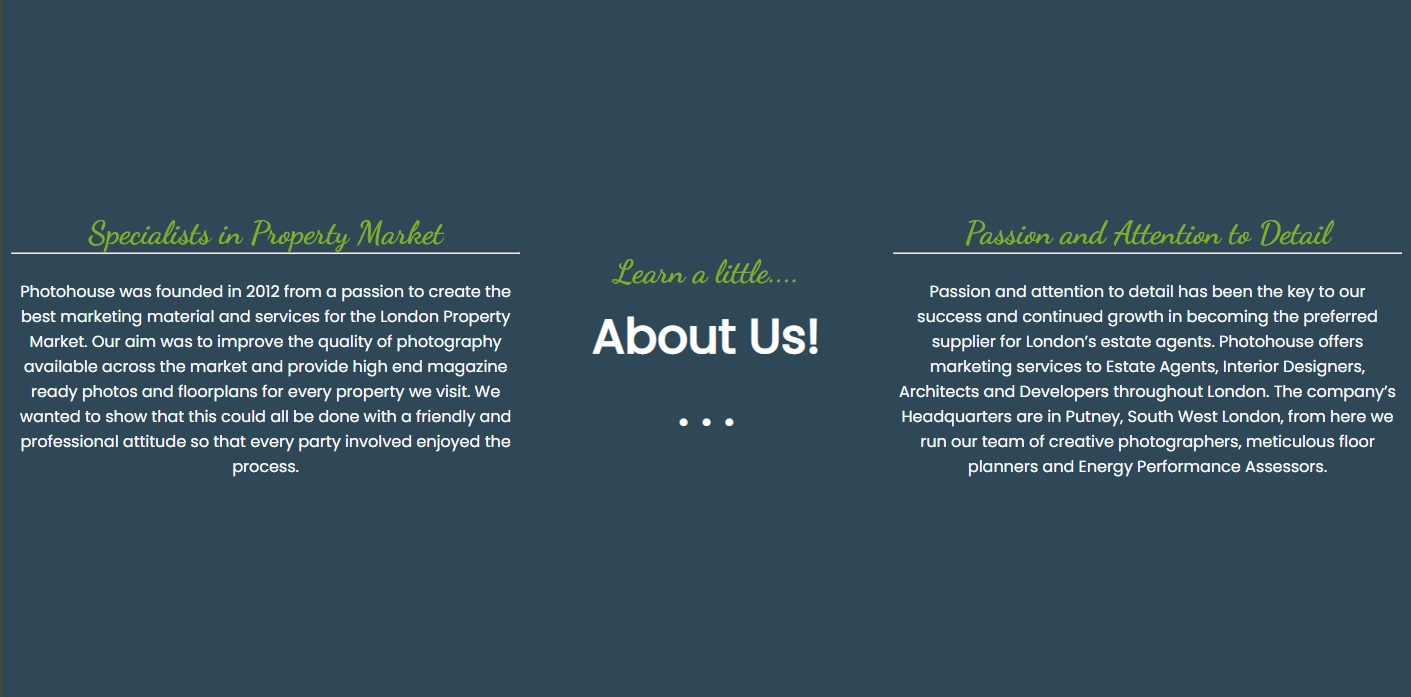 Specialists in Property Market
Photohouse was founded in 2012 from a passion to create the
best marketing material and services for the London Property
Market. Our aim was to improve the quality of photography
available across the market and provide high end magazine
ready photos and floorplans for every property we visit. We
wanted to show that this could all be done with a friendly and
professional attitude so that every party involved enjoyed the
process.
Learn a little....
About Us!
...
Passion and Attention to Detail
Passion and attention to detail has been the key to our
success and continued growth in becoming the preferred
supplier for London’s estate agents. Photohouse offers
marketing services to Estate Agents, Interior Designers,
Architects and Developers throughout London. The company’s
Headquarters are in Putney, South West London, from here we
run our team of creative photographers, meticulous floor
planners and Energy Performance Assessors.